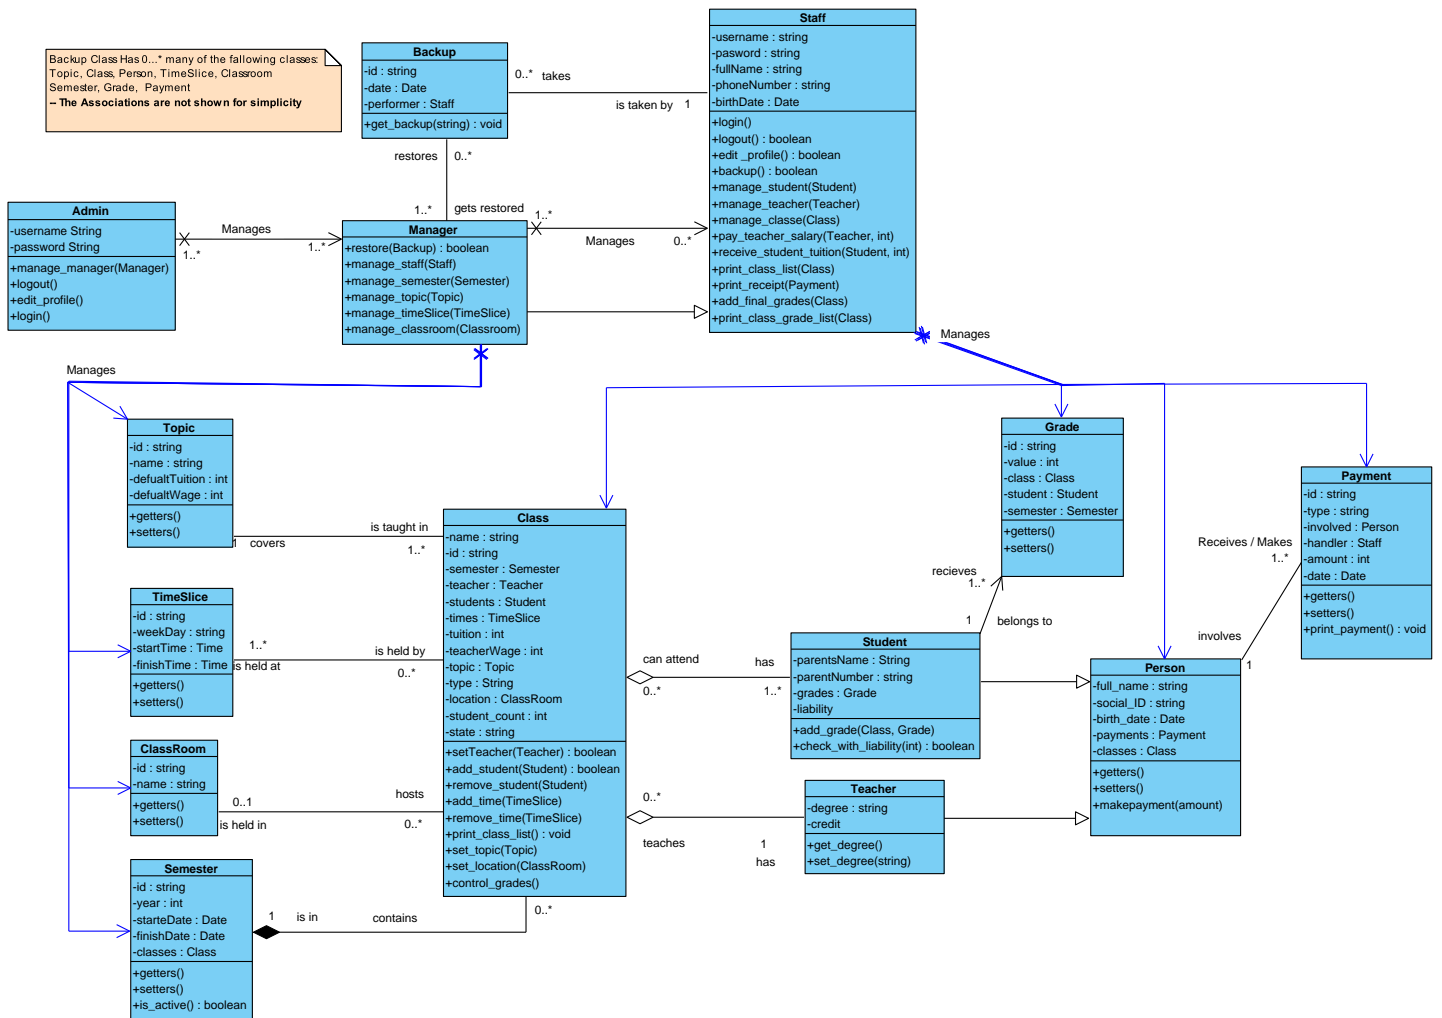 Backup Class Has 0...* many of the faollowing classes:
Topic, Class, Person, TimeSlice, Classroom
Semester, Grade, Payment
-- The Associations are not shown for simplicity
Backup
-id : string
-date : Date
-performer : Staff
+get_backup(string) : void
0..* takes
is taken by 1
Staff
-username : string
-pasword : string
-fullName : string
-phoneNumber : string
-birthDate : Date
+login()
+logout() : boolean
+edit _profile() : boolean
+backup() : boolean
+manage_student(Student)
+manage_teacher(Teacher)
+manage_classe(Class)
+pay_teacher_salary(Teacher, int)
+receive_student_tuition(Student, int)
+print_class_list(Class)
+print_receipt(Payment)
+add_final_grades(Class)
+print_class_grade_list(Class)
restores 0..*
1..* gets restored
Admin
-username String
-password String
+manage_manager(Manager)
+logout()
+edit_profile()
+login()
Manages
1..*
1..*
Manager
+restore(Backup) : boolean
+manage_staff(Staff)
+manage_semester(Semester)
+manage_topic(Topic)
+manage_timeSlice(TimeSlice)
+manage_classroom(Classroom)
1..*
Manages
0..*
Manages
Manages
Topic
-id : string
-name : string
-defualtTuition : int
-defualtWage : int
+getters()
+setters()
1 covers
is taught in
1..*
TimeSlice
-id : string
-weekDay : string
-startTime : Time
-finishTime : Time
+getters()
+setters()
1..*
is held at
is held by
0..*
ClassRoom
-id : string
-name : string
+getters()
+setters()
0..1
is held in
hosts
0..*
Semester
-id : string
-year : int
-starteDate : Date
-finishDate : Date
-classes : Class
+getters()
+setters()
+is_active() : boolean
1 is in
contains
0..*
Class
-name : string
-id : string
-semester : Semester
-teacher : Teacher
-students : Student
-times : TimeSlice
-tuition : int
-teacherWage : int
-topic : Topic
-type : String
-location : ClassRoom
-student_count : int
-state : string
+setTeacher(Teacher) : boolean
+add_student(Student) : boolean
+remove_student(Student)
+add_time(TimeSlice)
+remove_time(TimeSlice)
+print_class_list() : void
+set_topic(Topic)
+set_location(ClassRoom)
+control_grades()
can attend
0..*
has
1..*
0..*
teaches
1
has
Student
-parentsName : String
-parentNumber : string
-grades : Grade
-liability
+add_grade(Class, Grade)
+check_with_liability(int) : boolean
Teacher
-degree : string
-credit
+get_degree()
+set_degree(string)
Grade
-id : string
-value : int
-class : Class
-student : Student
-semester : Semester
+getters()
+setters()
recieves
1..*
1
belongs to
Person
-full_name : string
-social_ID : string
-birth_date : Date
-payments : Payment
-classes : Class
+getters()
+setters()
+makepayment(amount)
Payment
-id : string
-type : string
-involved : Person
-handler : Staff
-amount : int
-date : Date
+getters()
+setters()
+print_payment() : void
Receives / Makes
1..*
involves
1